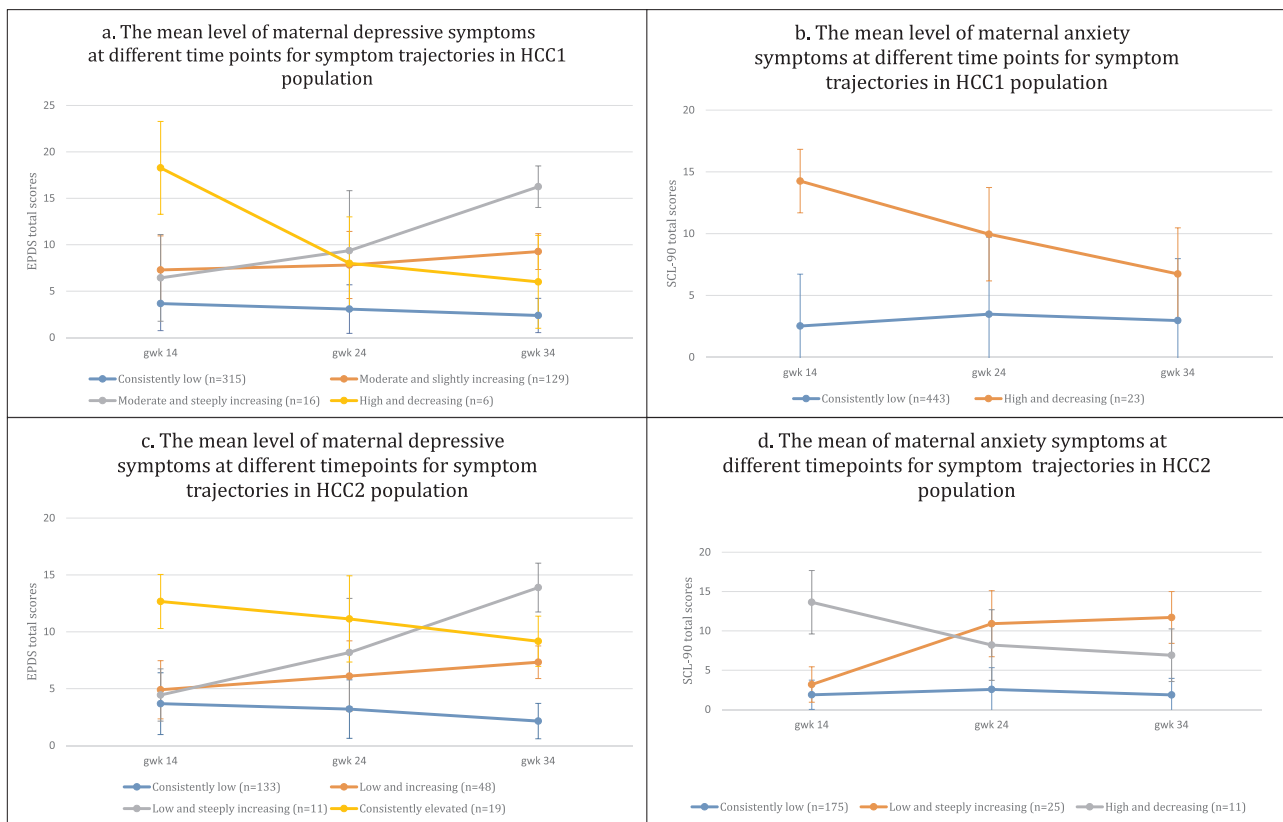 a. The mean level of maternal depressive symptoms
at different time points for symptom trajectories in HCC1
population
25
20
15
10
5
0
EPDS total scores
gwk 14
gwk 24
gwk 34
Consistently low (n=315)
Moderate and slightly increasing (n=129)
Moderate and steeply increasing (n=16)
High and decreasing (n=6)
b. The mean level of maternal anxiety
symptoms at different time points for symptom
trajectories in HCC1 population
20
15
10
5
0
SCL-90 total scores
gwk 14
gwk 24
gwk 34
Consistently low (n=443)
High and decreasing (n=23)
c. The mean level of maternal depressive
symptoms at different timepoints for symptom
trajectories in HCC2 population
20
15
10
5
0
EPDS total scores
gwk 14
gwk 24
gwk 34
Consistently low (n=133)
Low and increasing (n=48)
Low and steeply increasing (n=11)
Consistently elevated (n=19)
d. The mean of maternal anxiety symptoms at
different timepoints for symptom trajectories in HCC2
population
20
15
10
5
0
SCL-90 total scores
gwk 14
gwk 24
gwk 34
Consistently low (n=175)
Low and steeply increasing (n=25)
High and decreasing (n=11)